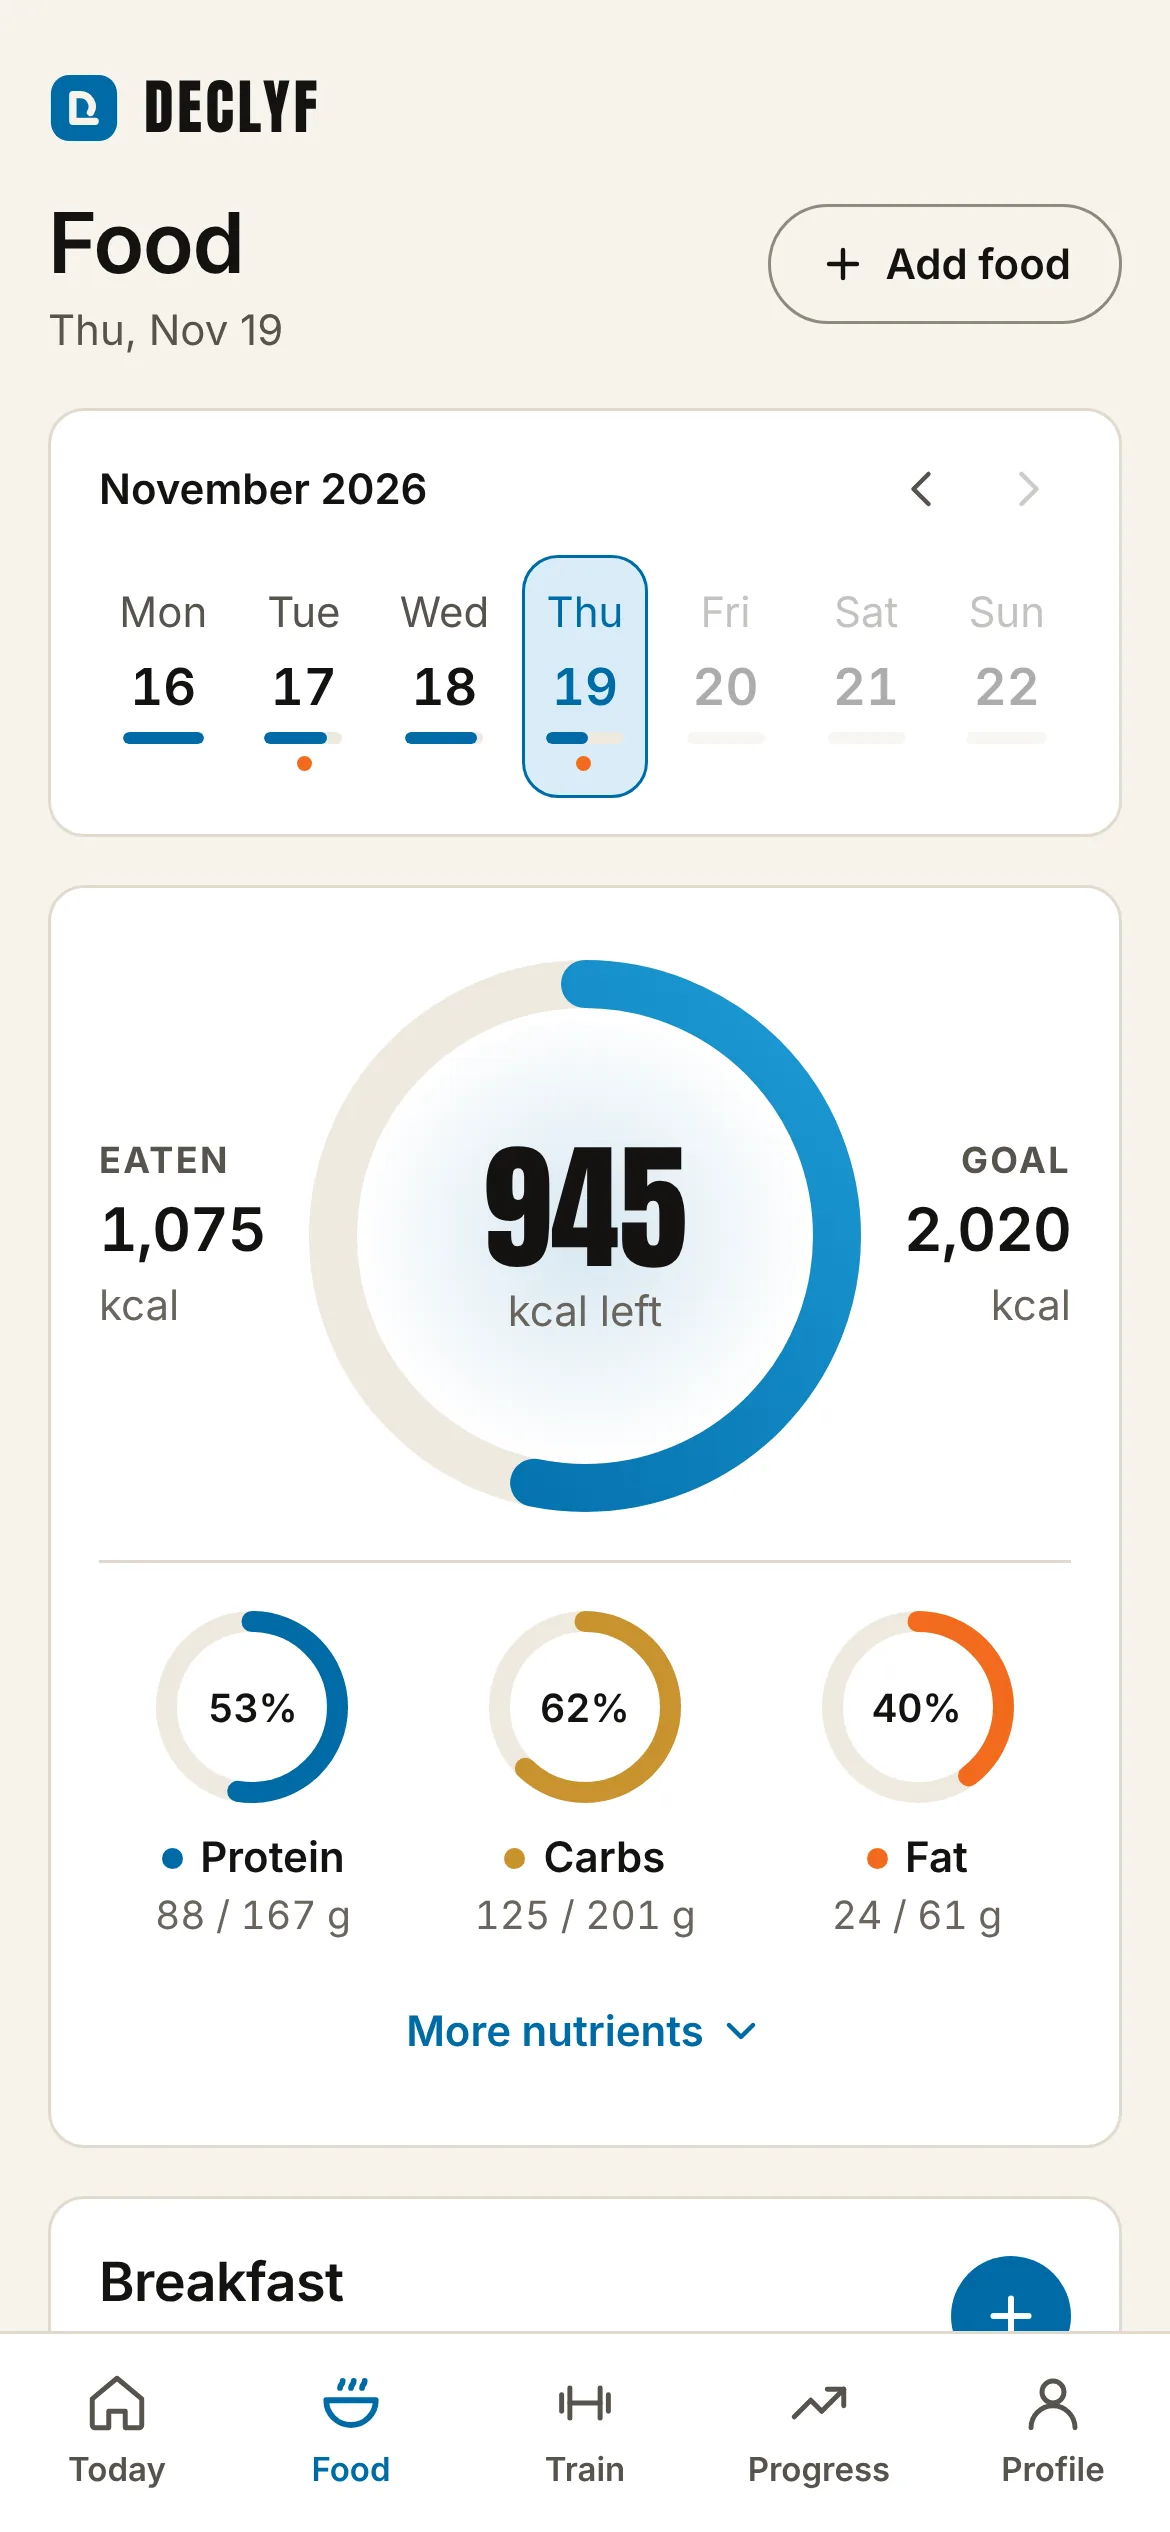 DECLYF
Food
Thu, Nov 19
+ Add food
November 2026
Mon Tue Wed Thu Fri Sat Sun
16 17 18 19 20 21 22
EATEN
1,075
kcal
945
kcal left
GOAL
2,020
kcal
53% 62% 40%
Protein Carbs Fat
88 / 167 g 125 / 201 g 24 / 61 g
More nutrients
Breakfast
Today Food Train Progress Profile